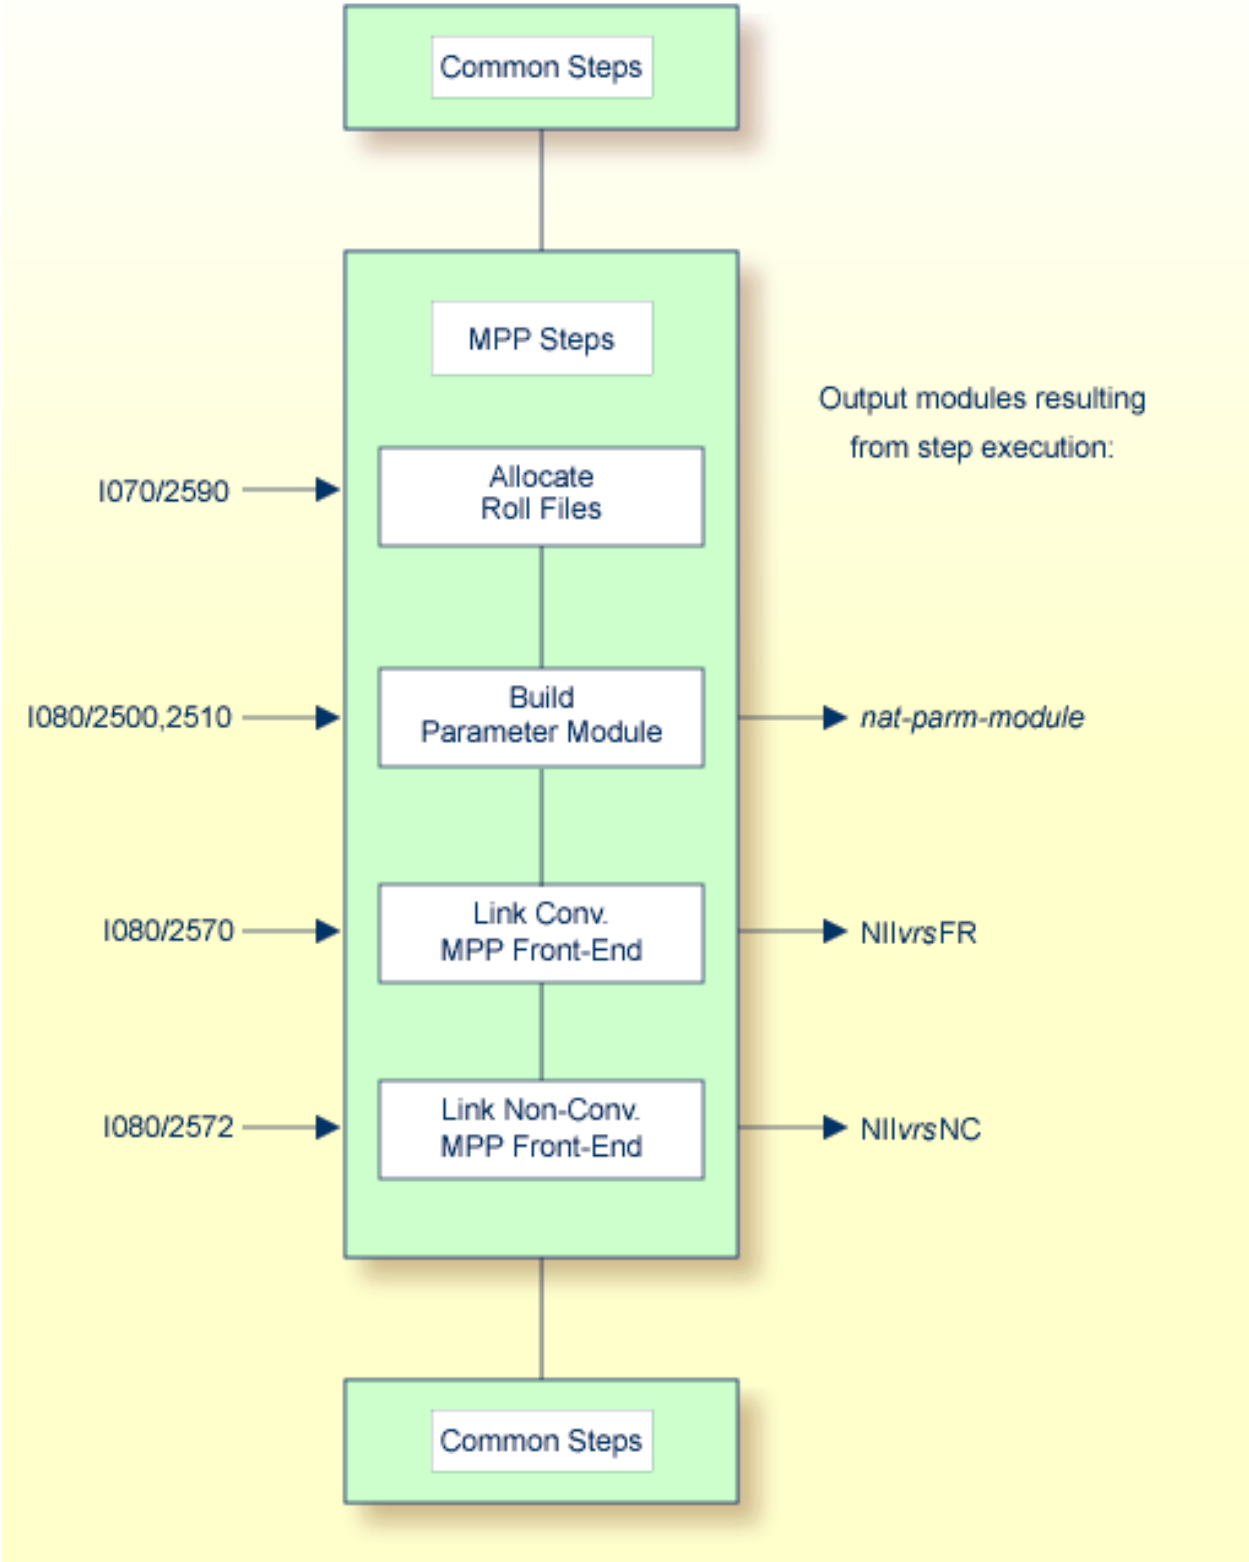 Common Steps
MPP Steps
Output modules resulting
from step execution:
I070/2590
Allocate
Roll Files
I080/2500,2510
Build
Parameter Module
nat-parm-module
I080/2570
Link Conv.
MPP Front-End
NIIvrsFR
I080/2572
Link Non-Conv.
MPP Front-End
NIIvrsNC
Common Steps